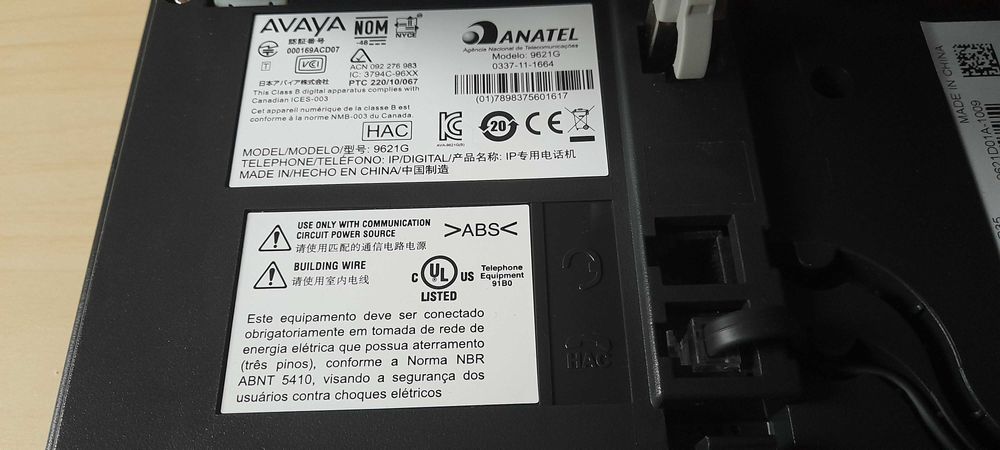 AVAYA
NOM
-48
NYCE
認証番号
000169ACD07
T
VCI
ACN 092 276 983
IC: 3794C-96XX
PTC 220/10/067
日本アバイア株式会社
This Class B digital apparatus complies with
Canadian ICES-003
Cet appareil numérique de la classe B est
conforme à la norme NMB-003 du Canada.
HAC
ANATEL
Agência Nacional de Telecomunicações
Modelo: 9621G
0337-11-1664
(01)7898375601617
20
CE
AVA-9621G(B)
MODEL/MODELO/型号: 9621G
TELEPHONE/TELÉFONO: IP/DIGITAL/产品名称: IP专用电话机
MADE IN/HECHO EN CHINA/中国制造
USE ONLY WITH COMMUNICATION
CIRCUIT POWER SOURCE
请使用匹配的通信电路电源
BUILDING WIRE
请使用室内电线
>ABS<
C UL US
LISTED
Telephone
Equipment
91B0
Este equipamento deve ser conectado
obrigatoriamente em tomada de rede de
energia elétrica que possua aterramento
(três pinos), conforme a Norma NBR
ABNT 5410, visando a segurança dos
usuários contra choques elétricos
HAC
MADE IN CHINA
9621D01A-1009